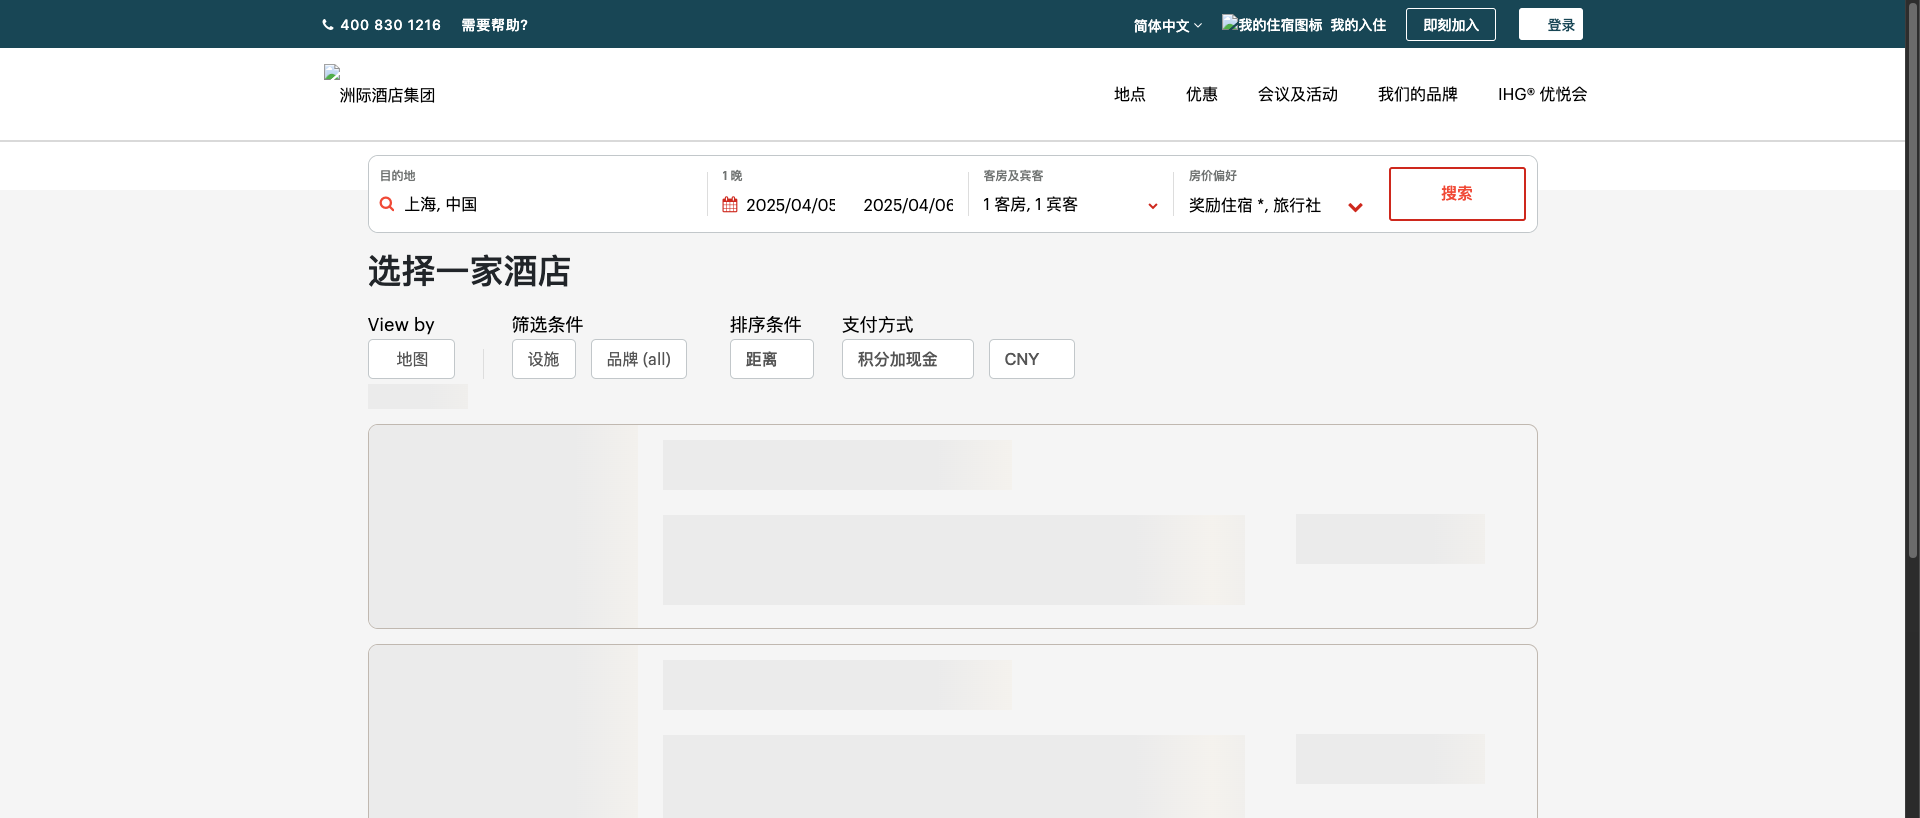 400 830 1216 需要帮助?
简体中文 我的住宿图标 我的入住 即刻加入 登录
洲际酒店集团
地点 优惠 会议及活动 我们的品牌 IHG® 优悦会
目的地 1 晚 客房及宾客 房价偏好
上海, 中国 2025/04/05 2025/04/06 1 客房, 1 宾客 奖励住宿 *, 旅行社 搜索
选择一家酒店
View by 筛选条件 排序条件 支付方式
地图 设施 品牌 (all) 距离 积分加现金 CNY